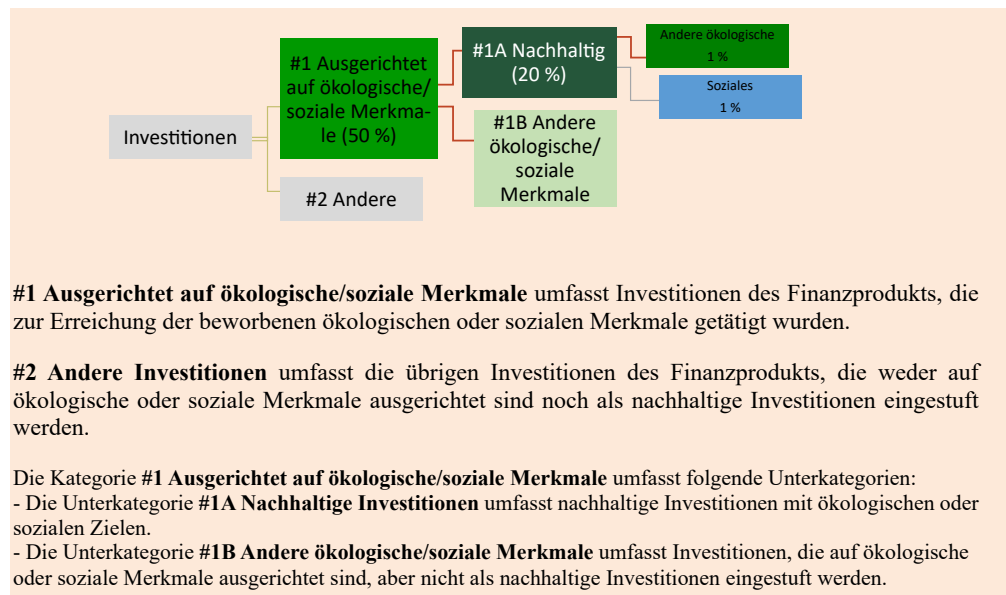 Investitionen
#1 Ausgerichtet
auf ökologische/
soziale Merkma-
le (50 %)
#2 Andere
#1A Nachhaltig
(20 %)
#1B Andere
ökologische/
soziale
Merkmale
Andere ökologische
1 %
Soziales
1 %
#1 Ausgerichtet auf ökologische/soziale Merkmale umfasst Investitionen des Finanzprodukts, die
zur Erreichung der beworbenen ökologischen oder sozialen Merkmale getätigt wurden.
#2 Andere Investitionen umfasst die übrigen Investitionen des Finanzprodukts, die weder auf
ökologische oder soziale Merkmale ausgerichtet sind noch als nachhaltige Investitionen eingestuft
werden.
Die Kategorie #1 Ausgerichtet auf ökologische/soziale Merkmale umfasst folgende Unterkategorien:
- Die Unterkategorie #1A Nachhaltige Investitionen umfasst nachhaltige Investitionen mit ökologischen oder
sozialen Zielen.
- Die Unterkategorie #1B Andere ökologische/soziale Merkmale umfasst Investitionen, die auf ökologische
oder soziale Merkmale ausgerichtet sind, aber nicht als nachhaltige Investitionen eingestuft werden.